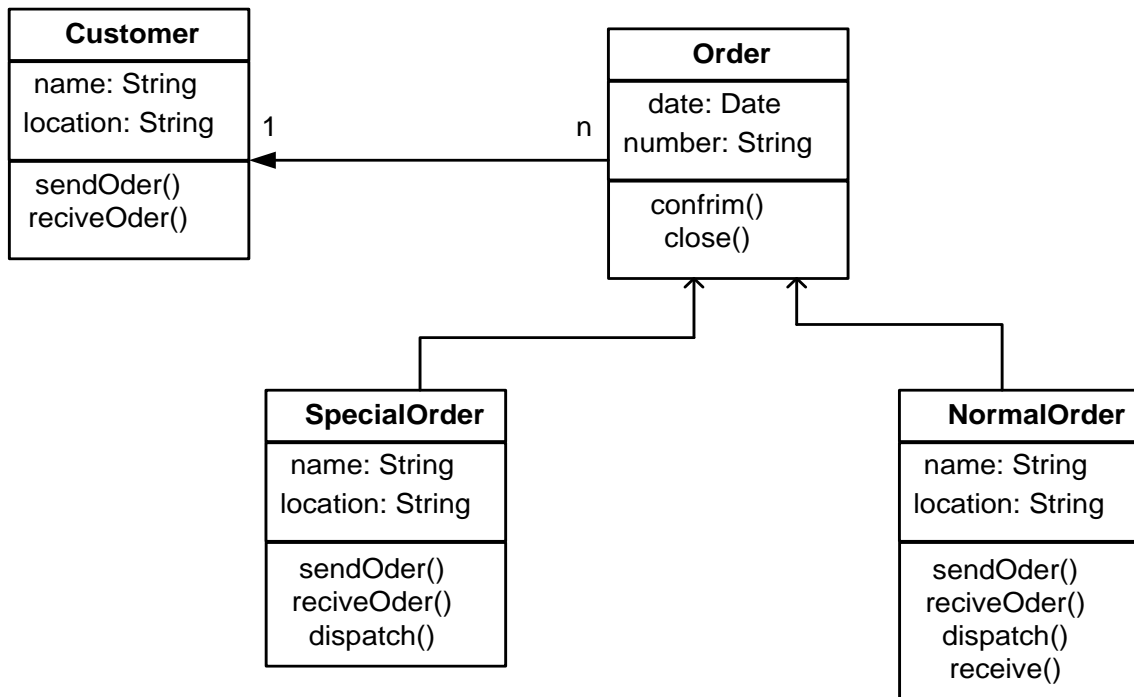 Customer
name: String
location: String
sendOder()
reciveOder()
1
n
Order
date: Date
number: String
confrim()
close()
SpecialOrder
name: String
location: String
sendOder()
reciveOder()
dispatch()
NormalOrder
name: String
location: String
sendOder()
reciveOder()
dispatch()
receive()